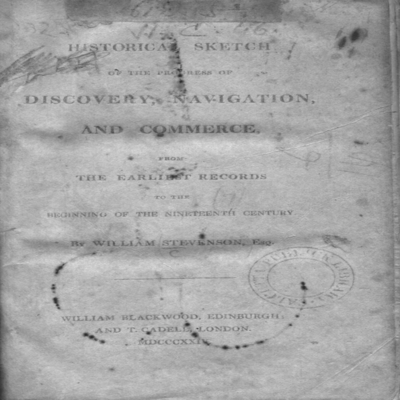 HISTORICAL SKETCH
OF THE PROGRESS OF
DISCOVERY, NAVIGATION,
AND COMMERCE,
FROM
THE EARLIEST RECORDS
TO THE
BEGINNING OF THE NINETEENTH CENTURY.
By WILLIAM STEVENSON, Esq.
WILLIAM BLACKWOOD, EDINBURGH;
AND T. CADELL, LONDON.